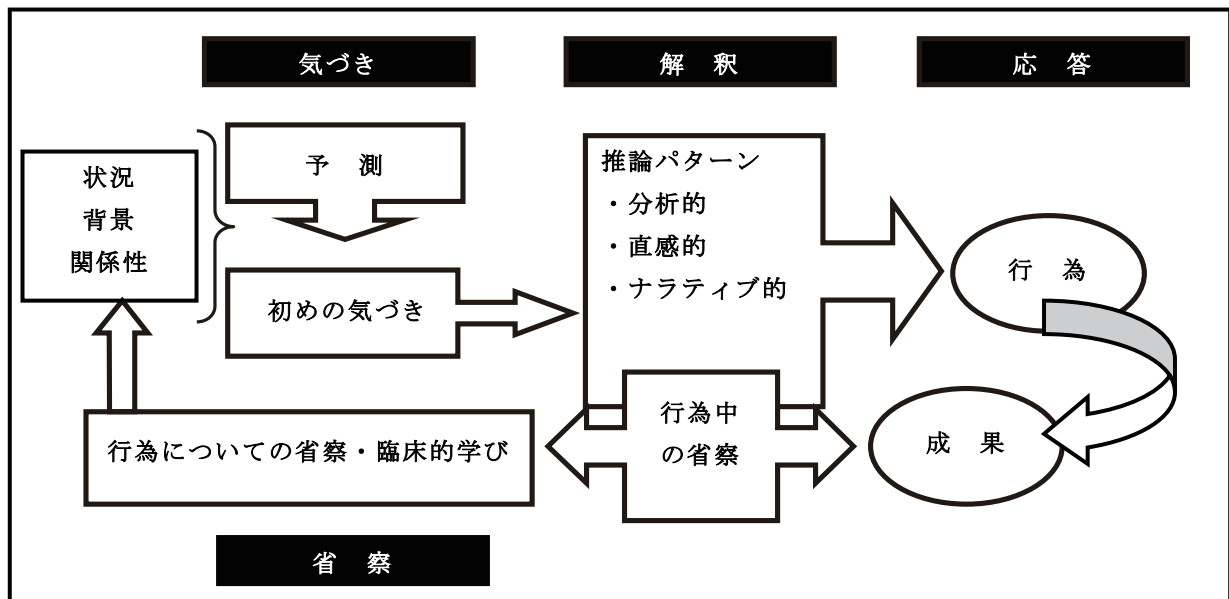 気づき
解 釈
応 答
状況
背景
関係性
予 測
初めの気づき
推論パターン
・分析的
・直感的
・ナラティブ的
行 為
行為についての省察・臨床的学び
行為中
の省察
成 果
省 察